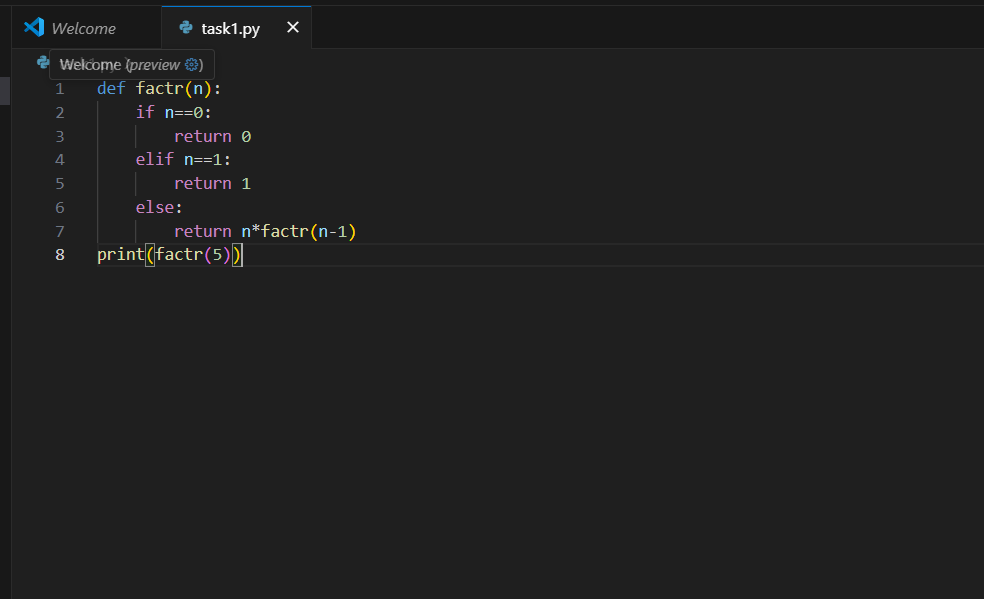 Welcome
task1.py
Welcome (preview)
1 def factr(n):
2     if n==0:
3         return 0
4     elif n==1:
5         return 1
6     else:
7         return n*factr(n-1)
8 print(factr(5))